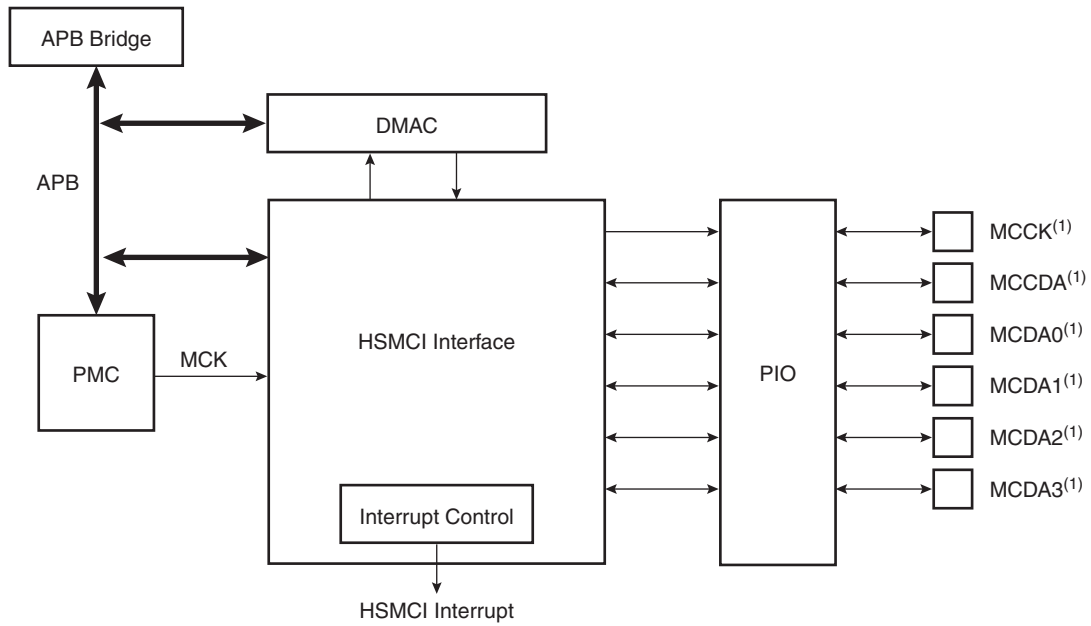 APB Bridge
DMAC
APB
MCCK(1)
MCCDA(1)
HSMCI Interface
MCDA0(1)
MCK
PMC
PIO
MCDA1(1)
MCDA2(1)
MCDA3(1)
Interrupt Control
HSMCI Interrupt